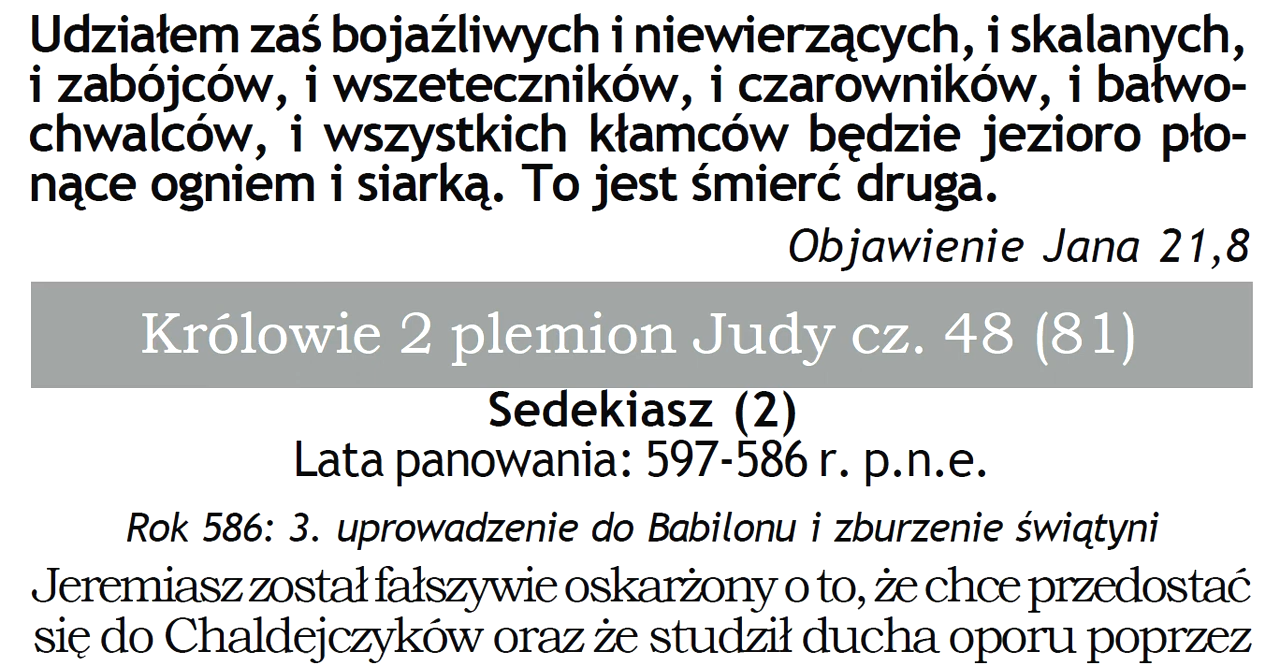 Udziałem zaś bojaźliwych i niewierzących, i skalanych,
i zabójców, i wszeteczników, i czarowników, i bałwo-
chwalców, i wszystkich kłamców będzie jezioro pło-
nące ogniem i siarką. To jest śmierć druga.
Objawienie Jana 21,8
Królowie 2 plemion Judy cz. 48 (81)
Sedekiasz (2)
Lata panowania: 597-586 r. p.n.e.
Rok 586: 3. uprowadzenie do Babilonu i zburzenie świątyni
Jeremiasz został fałszywie oskarżony o to, że chce przedostać
się do Chaldejczyków oraz że studził ducha oporu poprzez